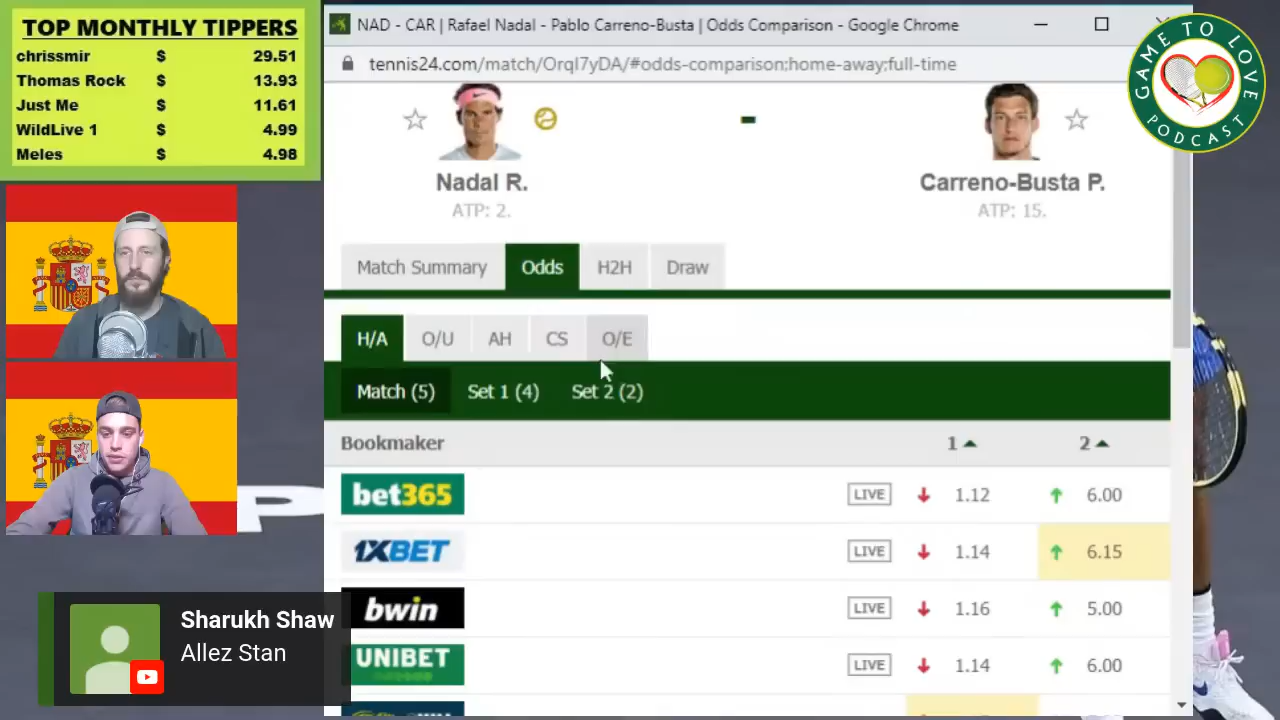 TOP MONTHLY TIPPERS
chrissmir $ 29.51
Thomas Rock $ 13.93
Just Me $ 11.61
WildLive 1 $ 4.99
Meles $ 4.98
NAD - CAR | Rafael Nadal - Pablo Carreno-Busta | Odds Comparison - Google Chrome
tennis24.com/match/OrqI7yDA/#odds-comparison;home-away;full-time
GAME TO LOVE
PODCAST
Nadal R.
Carreno-Busta P.
ATP: 2.
ATP: 15.
Match Summary Odds H2H Draw
H/A O/U AH CS O/E
Match (5) Set 1 (4) Set 2 (2)
Bookmaker 1 2
bet365 LIVE 1.12 6.00
1XBET LIVE 1.14 6.15
bwin LIVE 1.16 5.00
UNIBET LIVE 1.14 6.00
Sharukh Shaw
Allez Stan